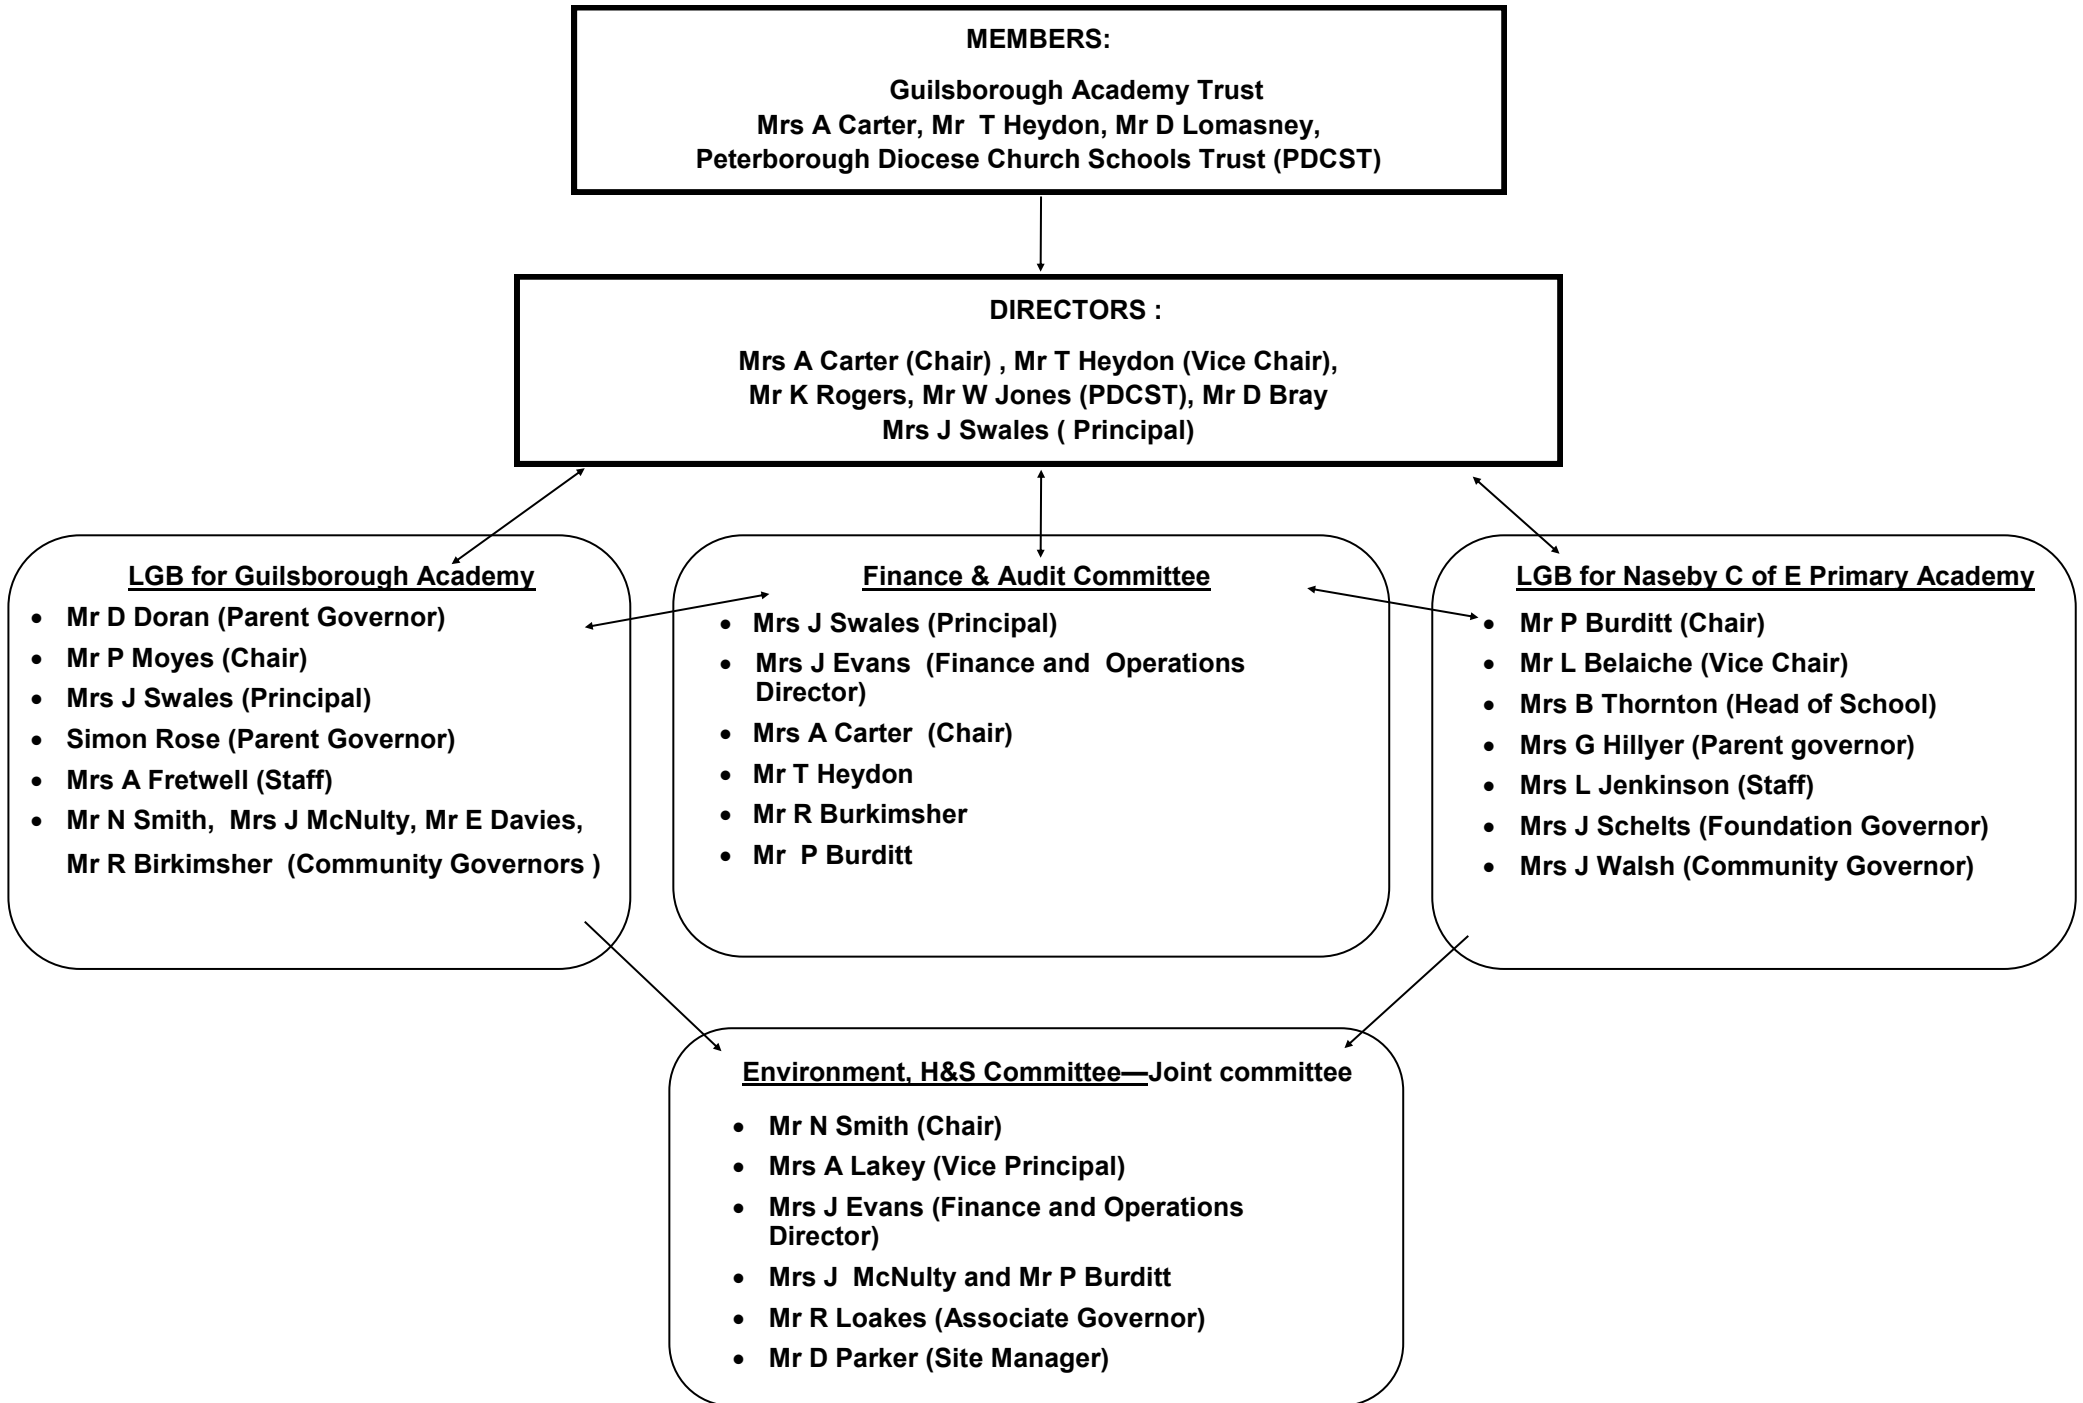 MEMBERS:
Guilsborough Academy Trust
Mrs A Carter, Mr T Heydon, Mr D Lomasney,
Peterborough Diocese Church Schools Trust (PDCST)
DIRECTORS :
Mrs A Carter (Chair) , Mr T Heydon (Vice Chair),
Mr K Rogers, Mr W Jones (PDCST), Mr D Bray
Mrs J Swales ( Principal)
LGB for Guilsborough Academy
• Mr D Doran (Parent Governor)
• Mr P Moyes (Chair)
• Mrs J Swales (Principal)
• Simon Rose (Parent Governor)
• Mrs A Fretwell (Staff)
• Mr N Smith, Mrs J McNulty, Mr E Davies,
Mr R Birkimsher (Community Governors )
Finance & Audit Committee
• Mrs J Swales (Principal)
• Mrs J Evans (Finance and Operations
Director)
• Mrs A Carter (Chair)
• Mr T Heydon
• Mr R Burkimsher
• Mr P Burditt
LGB for Naseby C of E Primary Academy
• Mr P Burditt (Chair)
• Mr L Belaiche (Vice Chair)
• Mrs B Thornton (Head of School)
• Mrs G Hillyer (Parent governor)
• Mrs L Jenkinson (Staff)
• Mrs J Schelts (Foundation Governor)
• Mrs J Walsh (Community Governor)
Environment, H&S Committee—Joint committee
• Mr N Smith (Chair)
• Mrs A Lakey (Vice Principal)
• Mrs J Evans (Finance and Operations
Director)
• Mrs J McNulty and Mr P Burditt
• Mr R Loakes (Associate Governor)
• Mr D Parker (Site Manager)